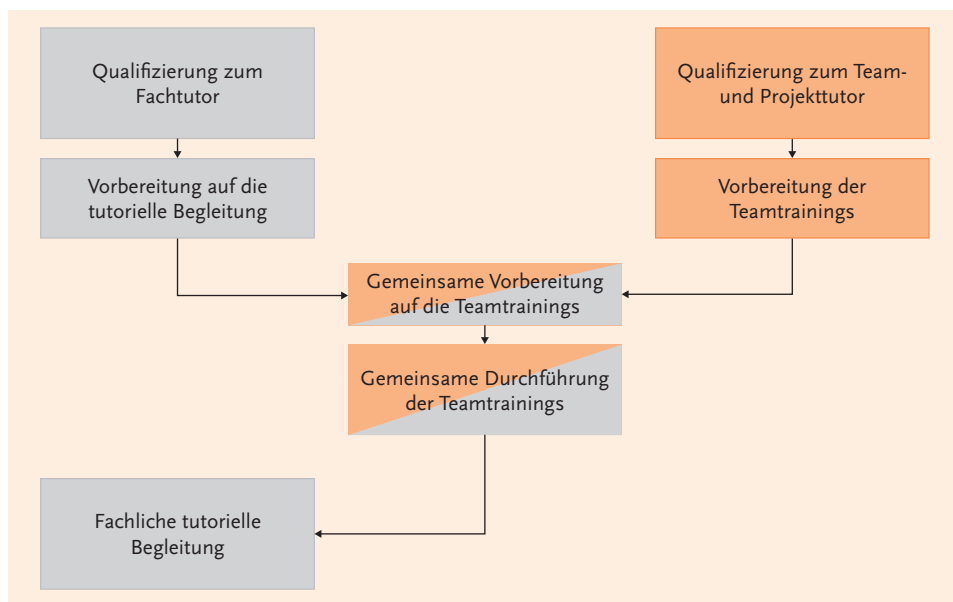 Qualifizierung zum
Fachtutor
Qualifizierung zum Team-
und Projekttutor
Vorbereitung auf die
tutorielle Begleitung
Vorbereitung der
Teamtrainings
Gemeinsame Vorbereitung
auf die Teamtrainings
Gemeinsame Durchführung
der Teamtrainings
Fachliche tutorielle
Begleitung